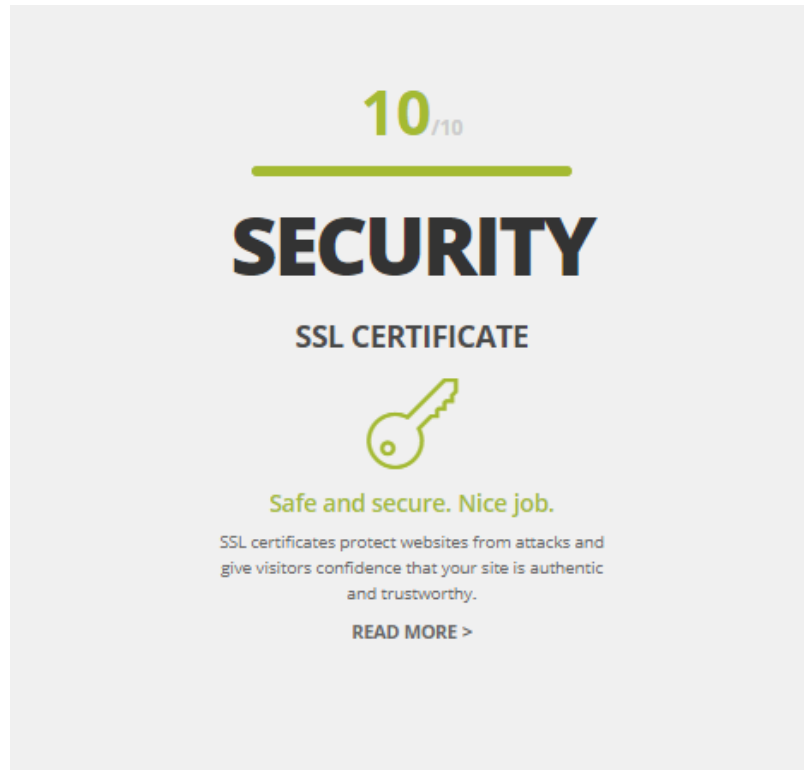 10/10
SECURITY
SSL CERTIFICATE
Safe and secure. Nice job.
SSL certificates protect websites from attacks and
give visitors confidence that your site is authentic
and trustworthy.
READ MORE >